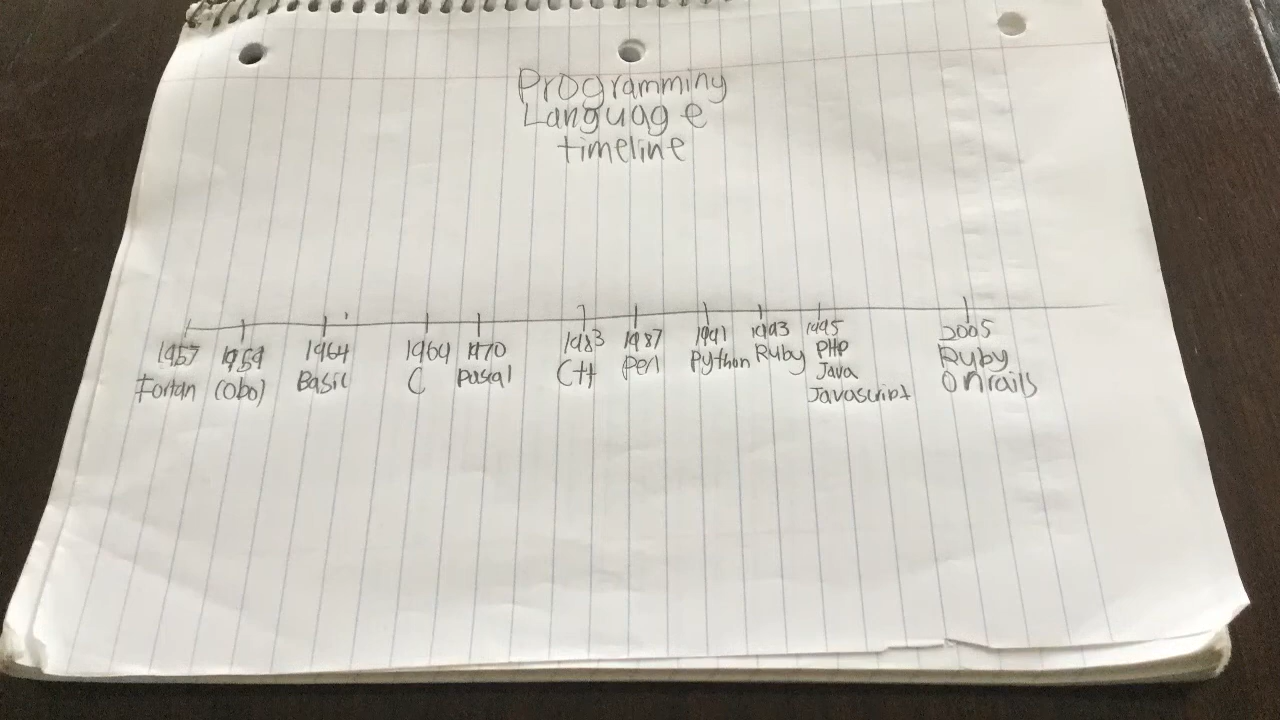 Programming
Language
timeline
1957
Fortan
1959
Cobol
1964
Basic
1969
C
1970
Pascal
1983
C++
1987
Perl
1991
Python
1993
Ruby
1995
PHP
Java
Javascript
2005
Ruby
On rails